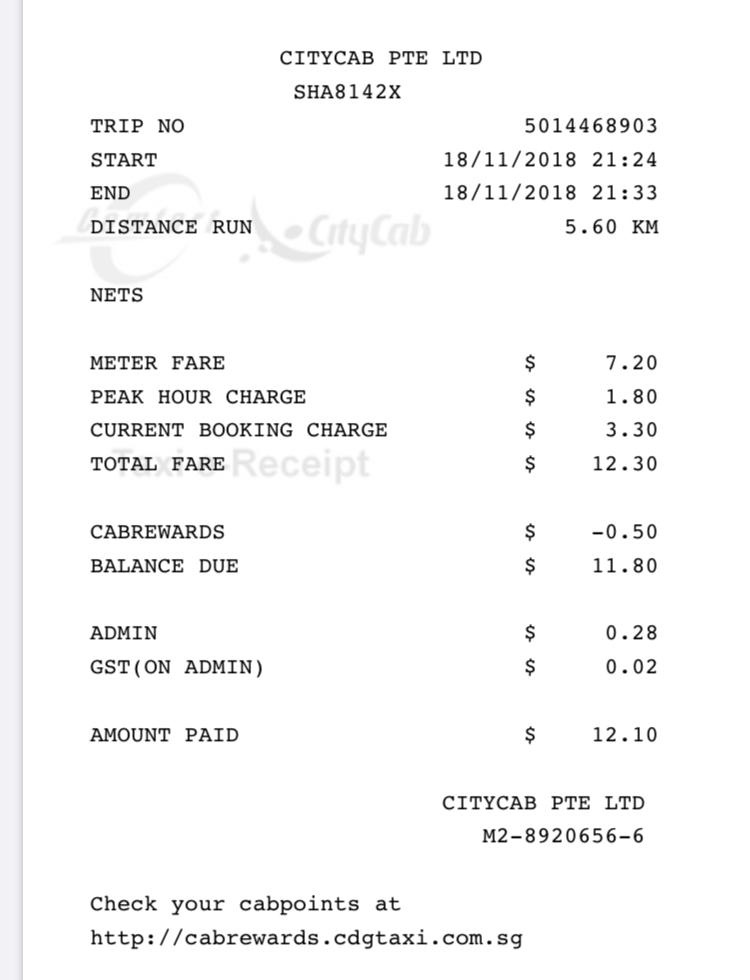 CITYCAB PTE LTD
SHA8142X
TRIP NO 5014468903
START 18/11/2018 21:24
END 18/11/2018 21:33
Comfort CityCab
DISTANCE RUN 5.60 KM
NETS
METER FARE $ 7.20
PEAK HOUR CHARGE $ 1.80
CURRENT BOOKING CHARGE $ 3.30
TOTAL FARE $ 12.30
Taxi e-Receipt
CABREWARDS $ -0.50
BALANCE DUE $ 11.80
ADMIN $ 0.28
GST(ON ADMIN) $ 0.02
AMOUNT PAID $ 12.10
CITYCAB PTE LTD
M2-8920656-6
Check your cabpoints at
http://cabrewards.cdgtaxi.com.sg